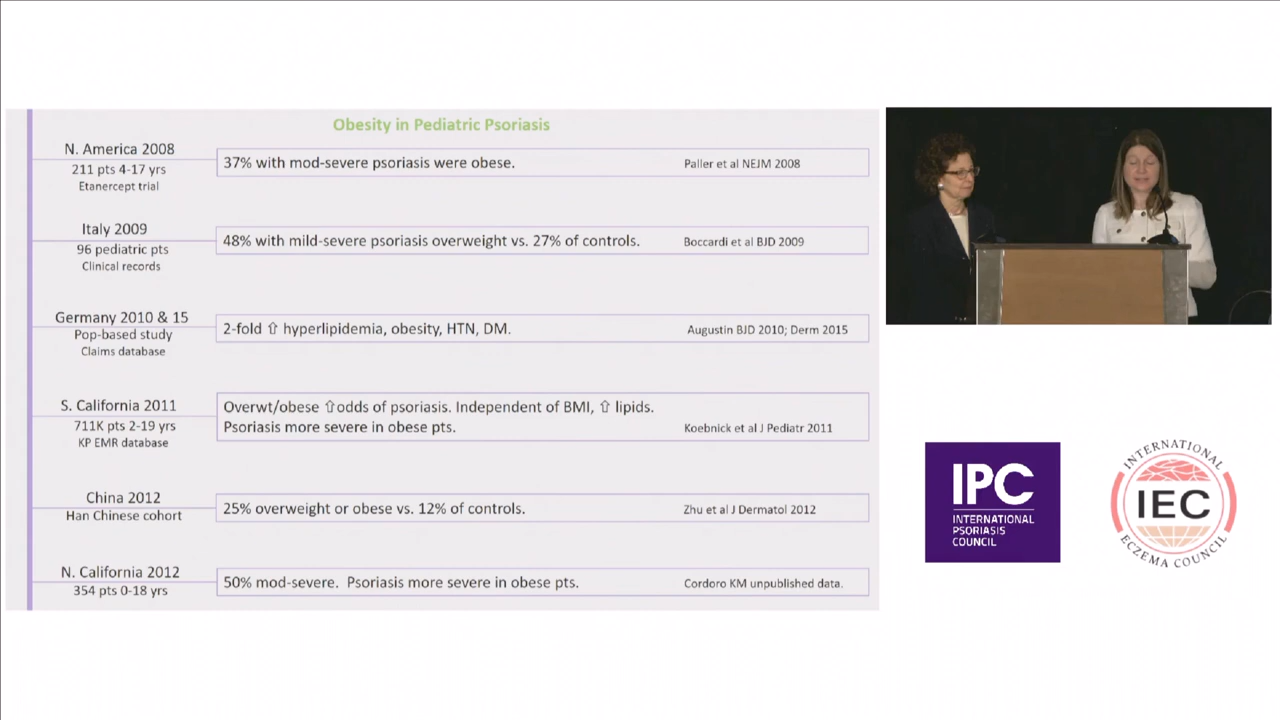 Obesity in Pediatric Psoriasis
N. America 2008
211 pts 4-17 yrs
Etanercept trial
37% with mod-severe psoriasis were obese.
Paller et al NEJM 2008
Italy 2009
96 pediatric pts
Clinical records
48% with mild-severe psoriasis overweight vs. 27% of controls.
Boccardi et al BJD 2009
Germany 2010 & 15
Pop-based study
Claims database
2-fold ⇧ hyperlipidemia, obesity, HTN, DM.
Augustin BJD 2010; Derm 2015
S. California 2011
711K pts 2-19 yrs
KP EMR database
Overwt/obese ⇧odds of psoriasis. Independent of BMI, ⇧ lipids.
Psoriasis more severe in obese pts.
Koebnick et al J Pediatr 2011
China 2012
Han Chinese cohort
25% overweight or obese vs. 12% of controls.
Zhu et al J Dermatol 2012
N. California 2012
354 pts 0-18 yrs
50% mod-severe. Psoriasis more severe in obese pts.
Cordoro KM unpublished data.
IPC
INTERNATIONAL
PSORIASIS
COUNCIL
INTERNATIONAL
IEC
ECZEMA COUNCIL